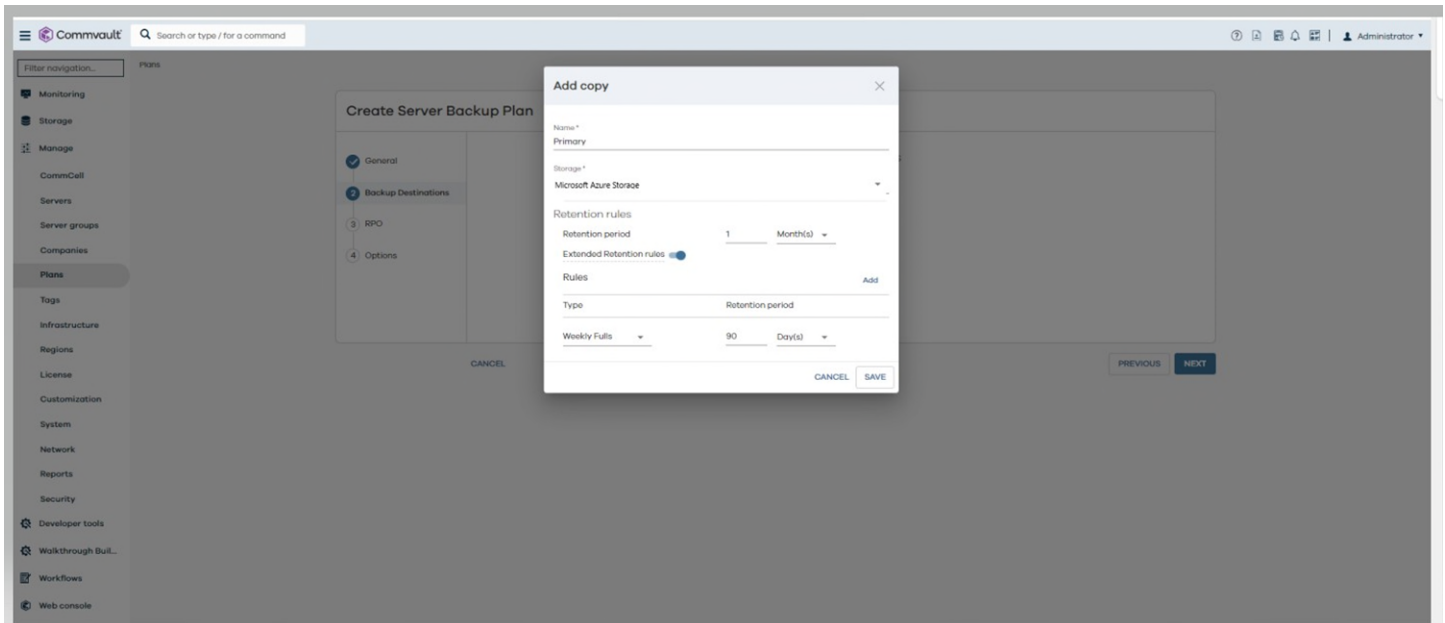 Commvault
Search or type / for a command
Administrator
Filter navigation...
Plans
Monitoring
Storage
Manage
CommCell
Servers
Server groups
Companies
Plans
Tags
Infrastructure
Regions
License
Customization
System
Network
Reports
Security
Developer tools
Walkthrough Buil...
Workflows
Web console
Create Server Backup Plan
General
2 Backup Destinations
3 RPO
4 Options
CANCEL
PREVIOUS NEXT
Add copy
Name *
Primary
Storage *
Microsoft Azure Storage
Retention rules
Retention period 1 Month(s)
Extended Retention rules
Rules Add
Type Retention period
Weekly Fulls 90 Day(s)
CANCEL SAVE